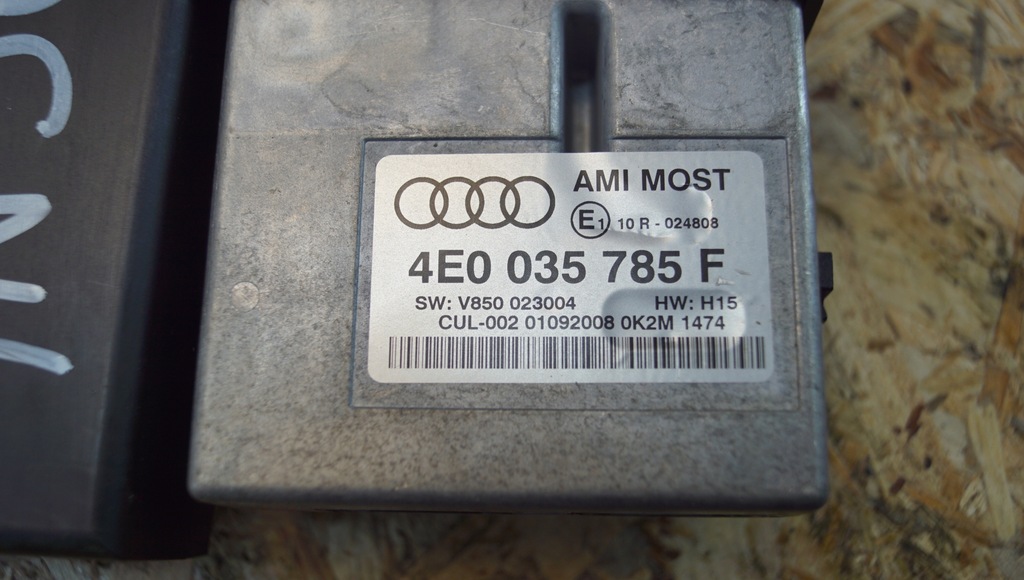 AMI MOST
E1 10 R - 024808
4E0 035 785 F
SW: V850 023004 HW: H15
CUL-002 01092008 0K2M 1474